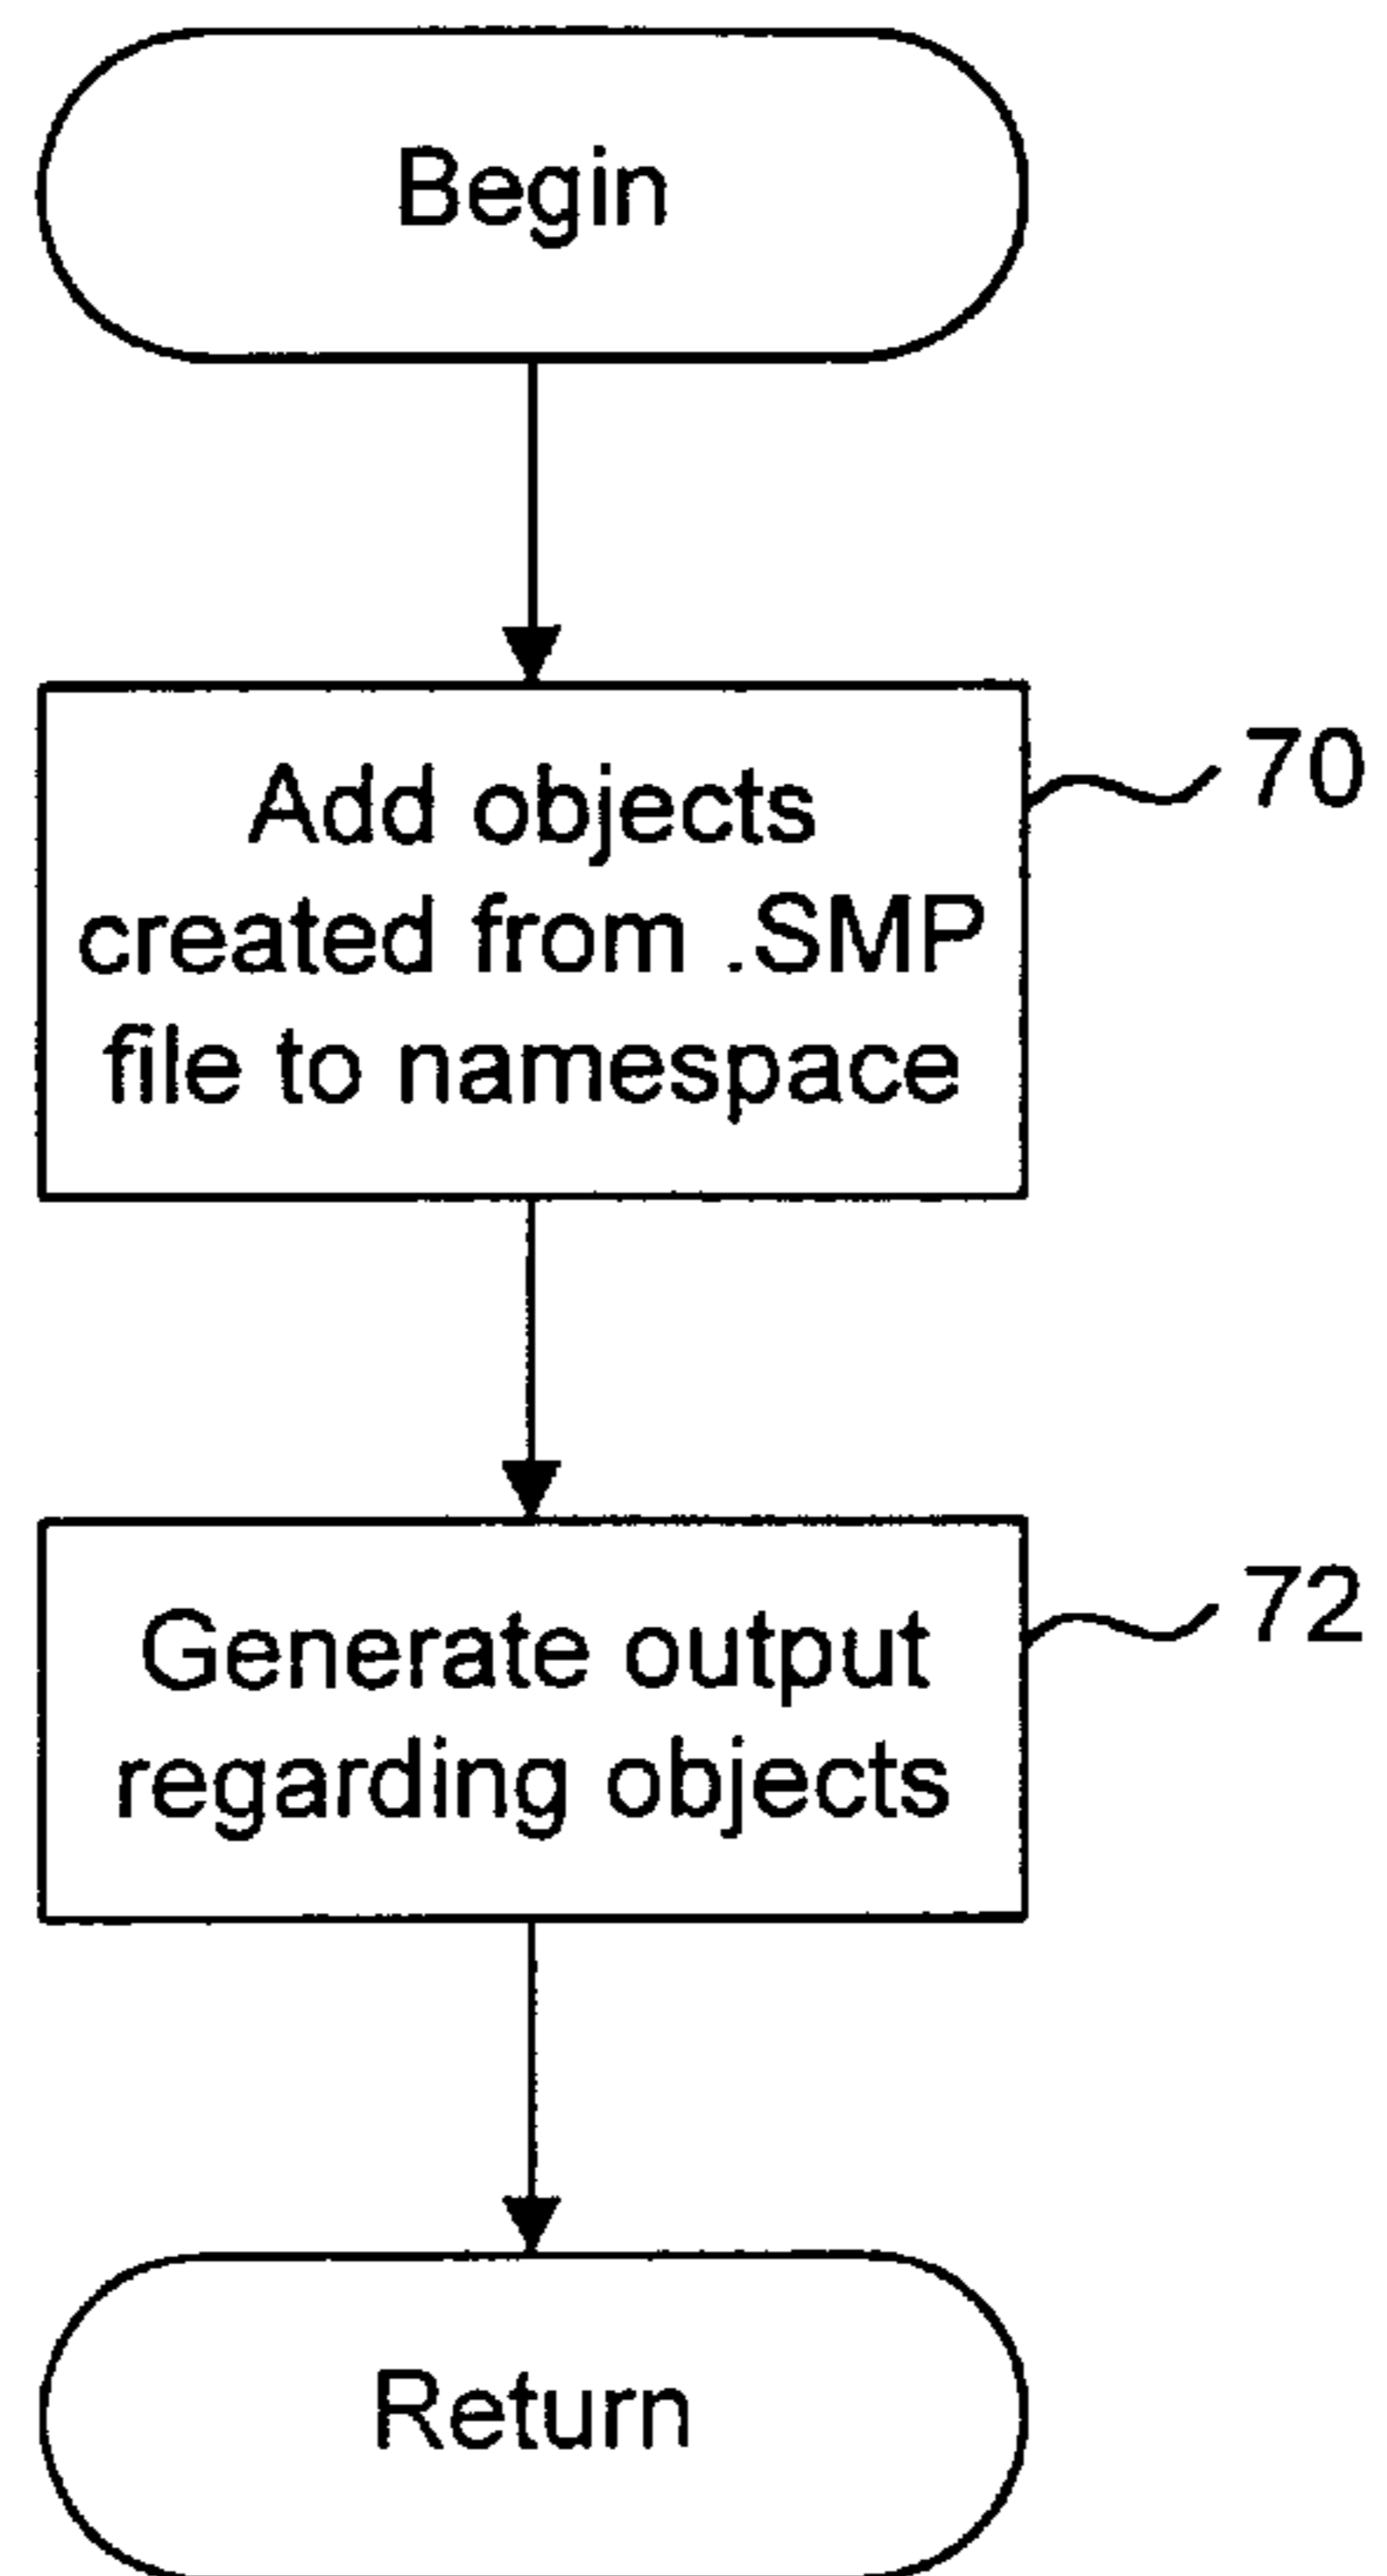 Begin
Add objects
70
created from .SMP
file to namespace
Generate output
72
regarding objects
Return